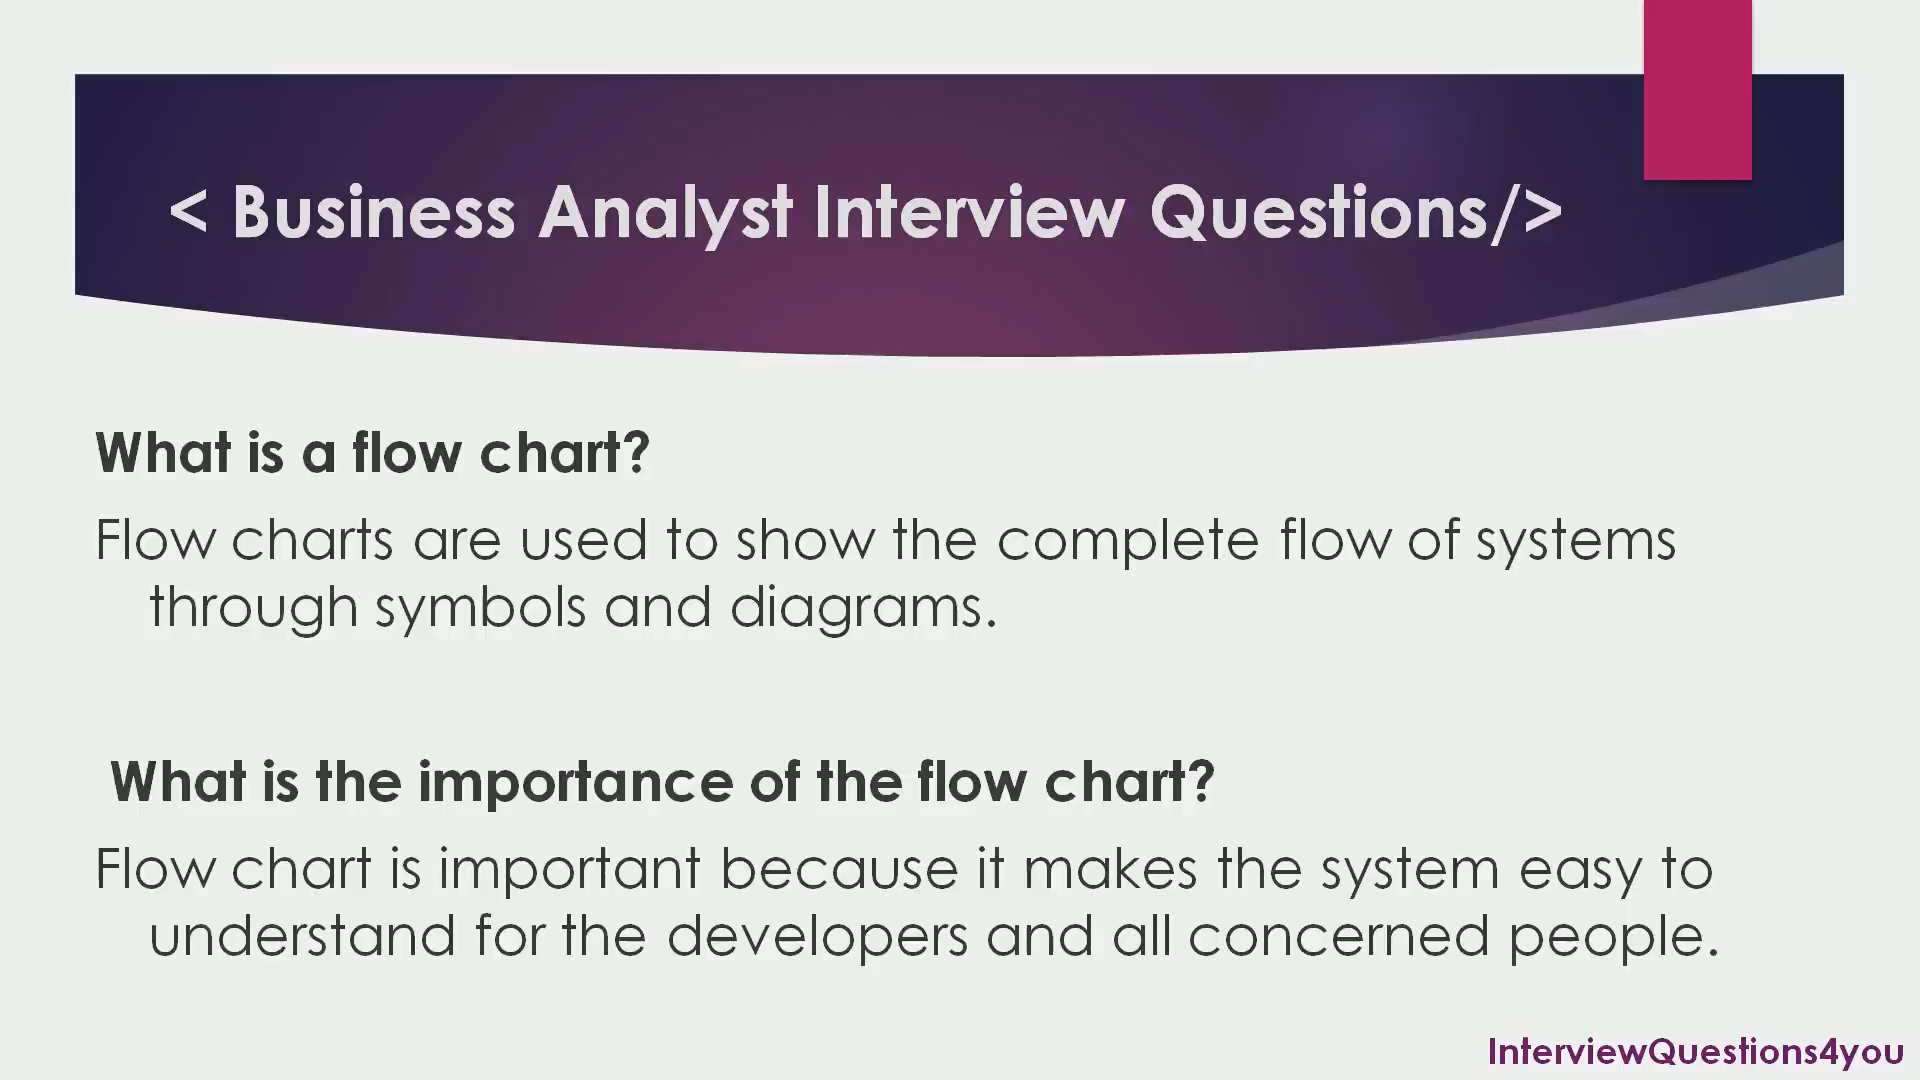 < Business Analyst Interview Questions/>
What is a flow chart?
Flow charts are used to show the complete flow of systems
through symbols and diagrams.
What is the importance of the flow chart?
Flow chart is important because it makes the system easy to
understand for the developers and all concerned people.
InterviewQuestions4you